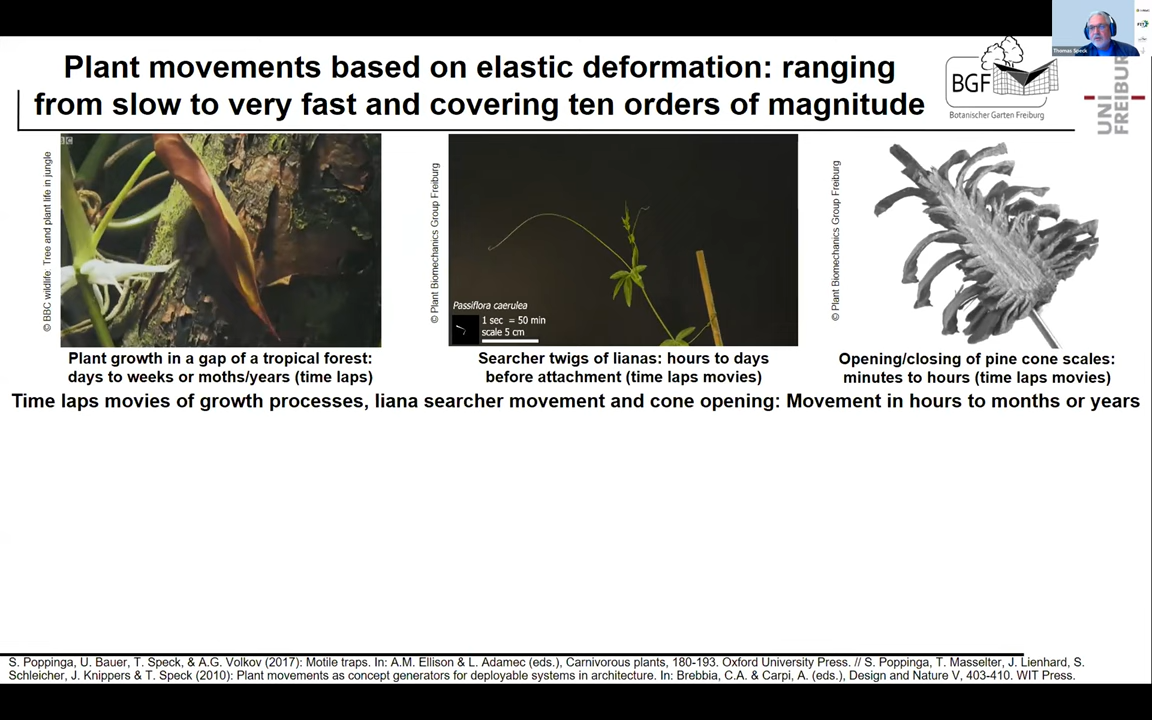 Plant movements based on elastic deformation: ranging
from slow to very fast and covering ten orders of magnitude
BGF
Botanischer Garten Freiburg
UNI
FREIBUR
Thomas Speck
© BBC wildlife: Tree and plant life in jungle
© Plant Biomechanics Group Freiburg
Passiflora caerulea
1 sec = 50 min
scale 5 cm
© Plant Biomechanics Group Freiburg
Plant growth in a gap of a tropical forest:
days to weeks or moths/years (time laps)
Searcher twigs of lianas: hours to days
before attachment (time laps movies)
Opening/closing of pine cone scales:
minutes to hours (time laps movies)
Time laps movies of growth processes, liana searcher movement and cone opening: Movement in hours to months or years
S. Poppinga, U. Bauer, T. Speck, & A.G. Volkov (2017): Motile traps. In: A.M. Ellison & L. Adamec (eds.), Carnivorous plants, 180-193. Oxford University Press. // S. Poppinga, T. Masselter, J. Lienhard, S.
Schleicher, J. Knippers & T. Speck (2010): Plant movements as concept generators for deployable systems in architecture. In: Brebbia, C.A. & Carpi, A. (eds.), Design and Nature V, 403-410. WIT Press.